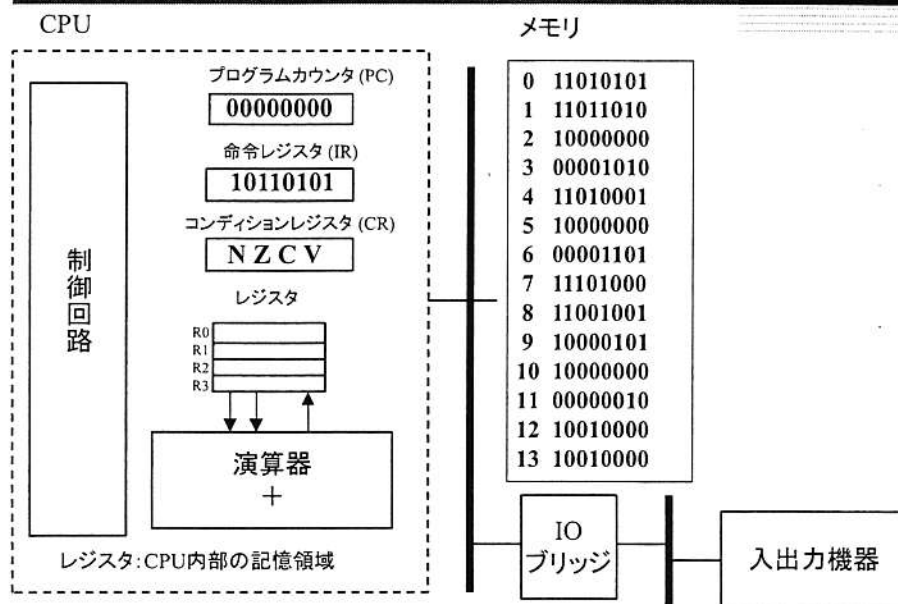 CPU
プログラムカウンタ (PC)
00000000
命令レジスタ (IR)
10110101
コンディションレジスタ (CR)
N Z C V
レジスタ
R0
R1
R2
R3
制御回路
演算器
+
レジスタ:CPU内部の記憶領域
メモリ
0 11010101
1 11011010
2 10000000
3 00001010
4 11010001
5 10000000
6 00001101
7 11101000
8 11001001
9 10000101
10 10000000
11 00000010
12 10010000
13 10010000
IO
ブリッジ
入出力機器